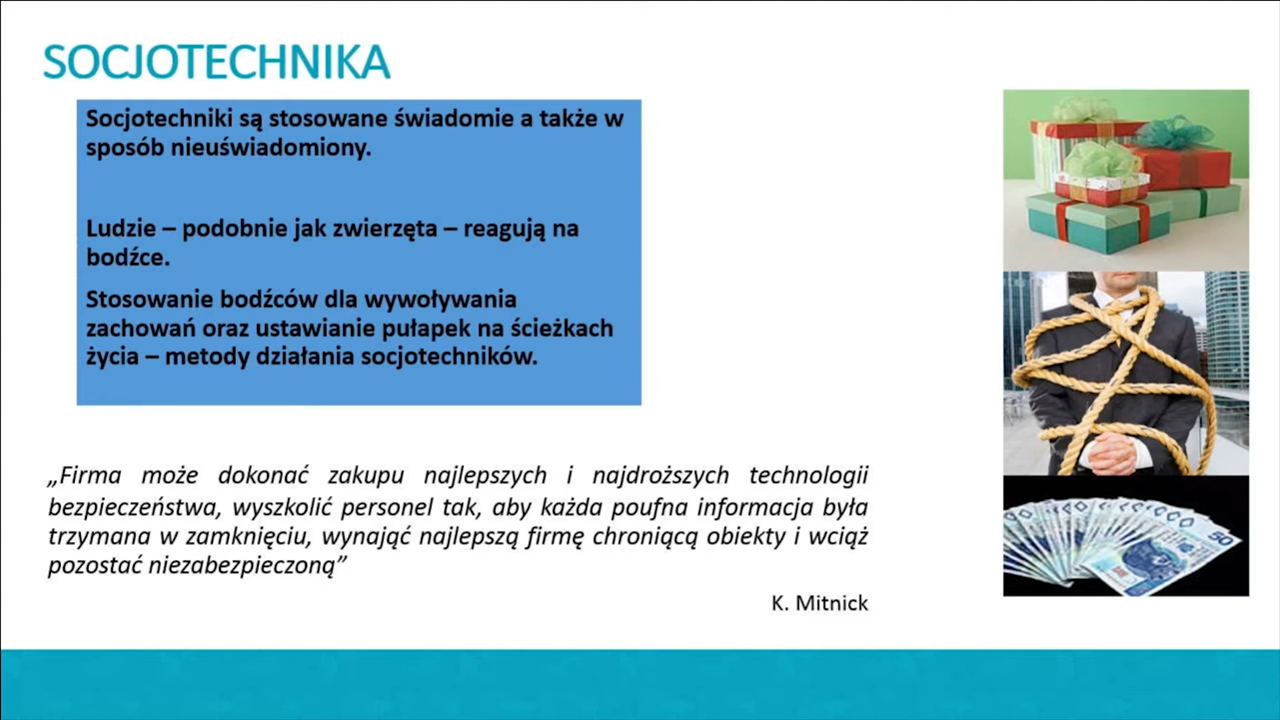 SOCJOTECHNIKA
Socjotechniki są stosowane świadomie a także w
sposób nieuświadomiony.
Ludzie – podobnie jak zwierzęta – reagują na
bodźce.
Stosowanie bodźców dla wywoływania
zachowań oraz ustawianie pułapek na ścieżkach
życia – metody działania socjotechników.
„Firma może dokonać zakupu najlepszych i najdroższych technologii
bezpieczeństwa, wyszkolić personel tak, aby każda poufna informacja była
trzymana w zamknięciu, wynająć najlepszą firmę chroniącą obiekty i wciąż
pozostać niezabezpieczoną”
K. Mitnick
50